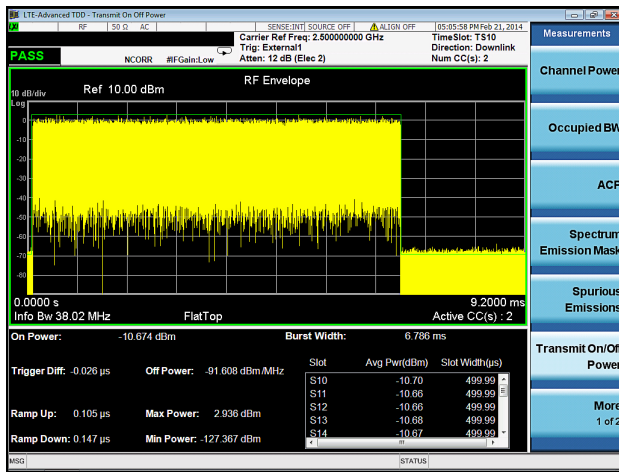 LTE-Advanced TDD - Transmit On Off Power
LXI RF 50 Ω AC SENSE:INT SOURCE OFF ALIGN OFF 05:05:58 PM Feb 21, 2014
Carrier Ref Freq: 2.500000000 GHz TimeSlot: TS10
Trig: External1 Direction: Downlink
PASS NCORR #IFGain:Low Atten: 12 dB (Elec 2) Num CC(s): 2
RF Envelope
10 dB/div Ref 10.00 dBm
Log
0
-10
-20
-30
-40
-50
-60
-70
-80
0.0000 s 9.2000 ms
Info Bw 38.02 MHz FlatTop Active CC(s) : 2
On Power: -10.674 dBm Burst Width: 6.786 ms
Trigger Diff: -0.026 µs Off Power: -91.608 dBm/MHz
Ramp Up: 0.105 µs Max Power: 2.936 dBm
Ramp Down: 0.147 µs Min Power: -127.367 dBm
Slot Avg Pwr(dBm) Slot Width(µs)
S10 -10.70 499.99
S11 -10.66 499.99
S12 -10.66 499.99
S13 -10.68 499.99
S14 -10.67 499.99
MSG STATUS
Measurements
Channel Power
Occupied BW
ACP
Spectrum
Emission Mask
Spurious
Emissions
Transmit On/Off
Power
More
1 of 2